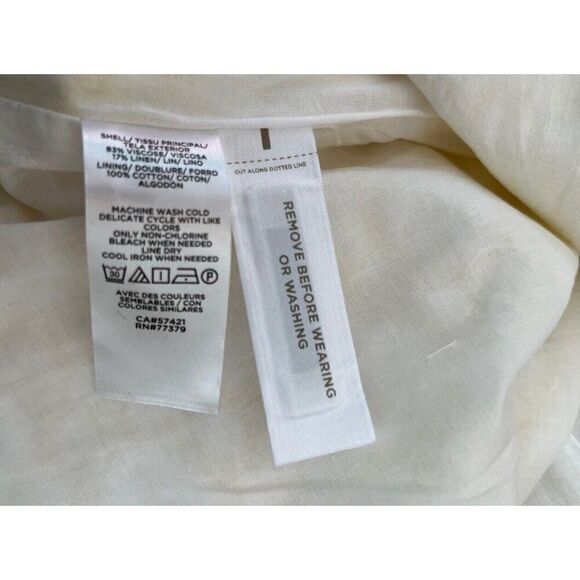 SHELL/ TISSU PRINCIPAL/
TELA EXTERIOR
83% VISCOSE/ VISCOSA
17% LINEN/ LIN/ LINO
LINING/ DOUBLURE/ FORRO
100% COTTON/ COTON/
ALGODÓN
MACHINE WASH COLD
DELICATE CYCLE WITH LIKE
COLORS
ONLY NON-CHLORINE
BLEACH WHEN NEEDED
LINE DRY
COOL IRON WHEN NEEDED
30 P
AVEC DES COULEURS
SEMBLABLES / CON
COLORES SIMILARES
CA#57421
RN#77379
CUT ALONG DOTTED LINE
REMOVE BEFORE WEARING
OR WASHING